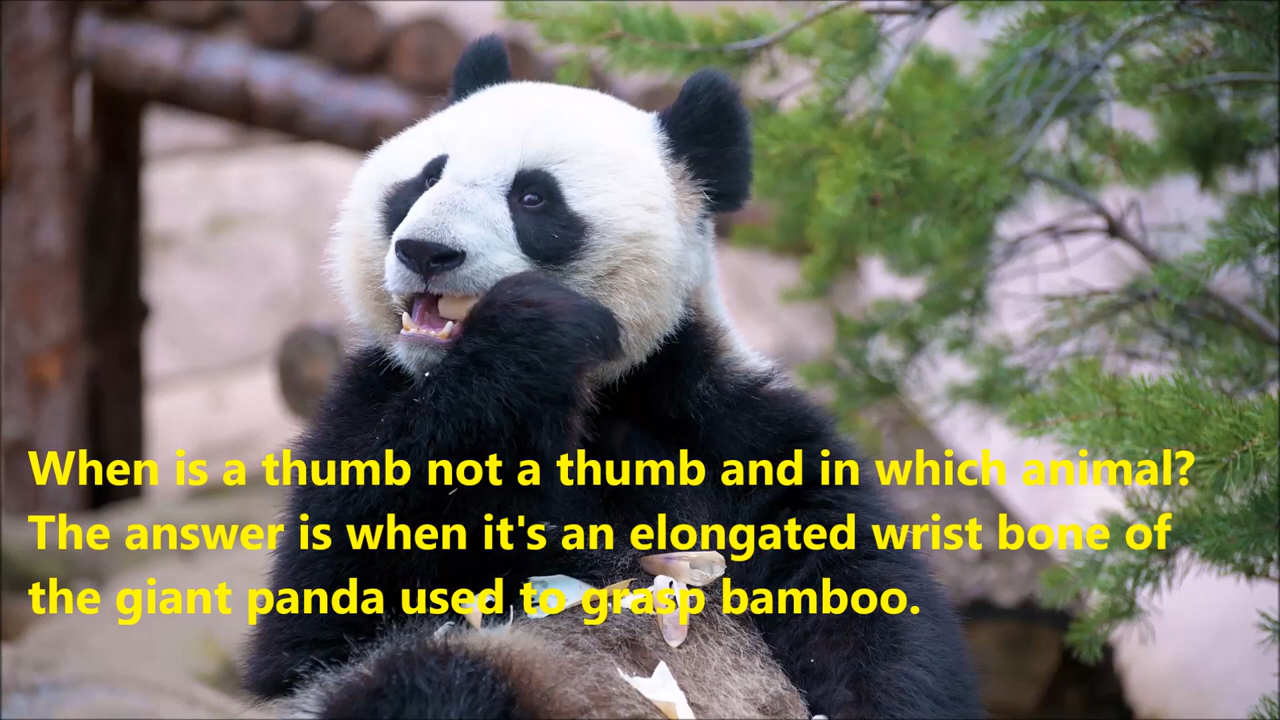 When is a thumb not a thumb and in which animal?
The answer is when it's an elongated wrist bone of
the giant panda used to grasp bamboo.